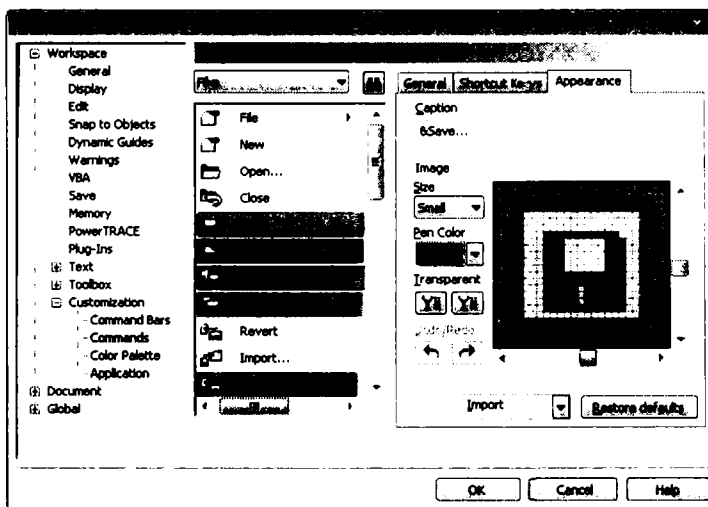 Workspace
General
Display
Edit
Snap to Objects
Dynamic Guides
Warnings
VBA
Save
Memory
PowerTRACE
Plug-Ins
Text
Toolbox
Customization
Command Bars
Commands
Color Palette
Application
Document
Global
File
File
New
Open...
Close
Revert
Import...
General Shortcut Keys Appearance
Caption
&Save...
Image
Size
Small
Pen Color
Transparent
Undo/Redo
Import
Restore defaults
OK Cancel Help